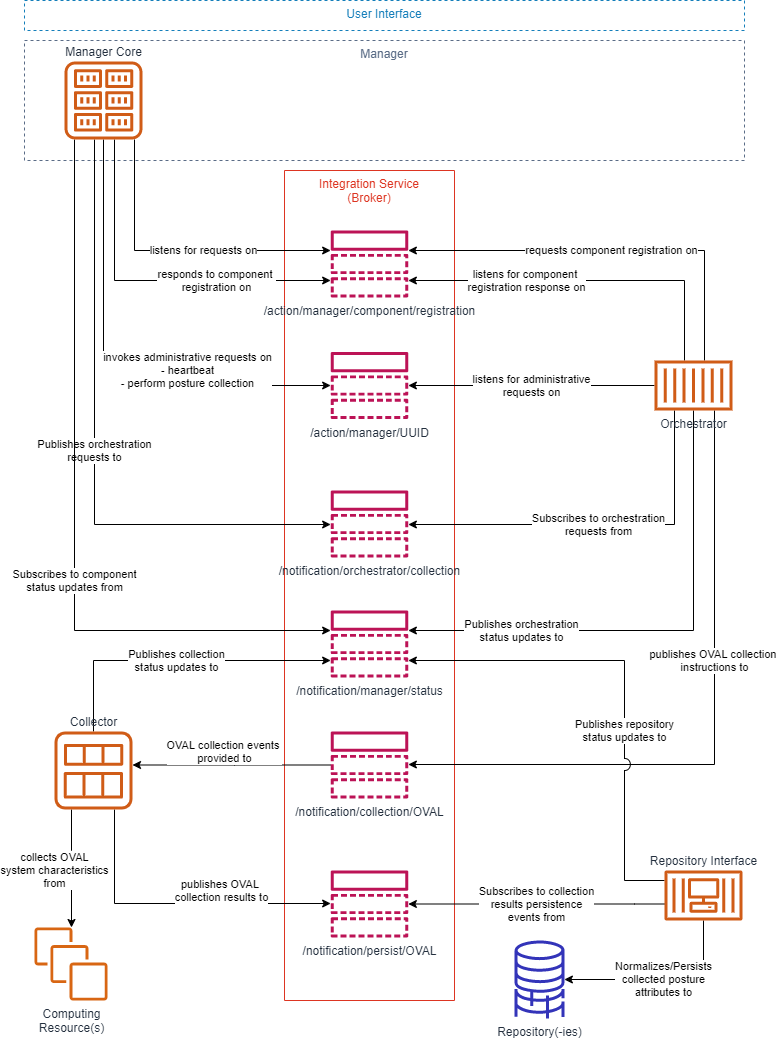 User Interface
Manager Core
Manager
Integration Service
(Broker)
listens for requests on
requests component registration on
responds to component
registration on
listens for component
registration response on
/action/manager/component/registration
invokes administrative requests on
- heartbeat
- perform posture collection
listens for administrative
requests on
/action/manager/UUID
Orchestrator
Publishes orchestration
requests to
Subscribes to orchestration
requests from
/notification/orchestrator/collection
Subscribes to component
status updates from
Publishes orchestration
status updates to
Publishes collection
status updates to
publishes OVAL collection
instructions to
/notification/manager/status
Collector
Publishes repository
status updates to
OVAL collection events
provided to
/notification/collection/OVAL
collects OVAL
system characteristics
from
Repository Interface
publishes OVAL
collection results to
Subscribes to collection
results persistence
events from
/notification/persist/OVAL
Normalizes/Persists
collected posture
attributes to
Computing
Resource(s)
Repository(-ies)